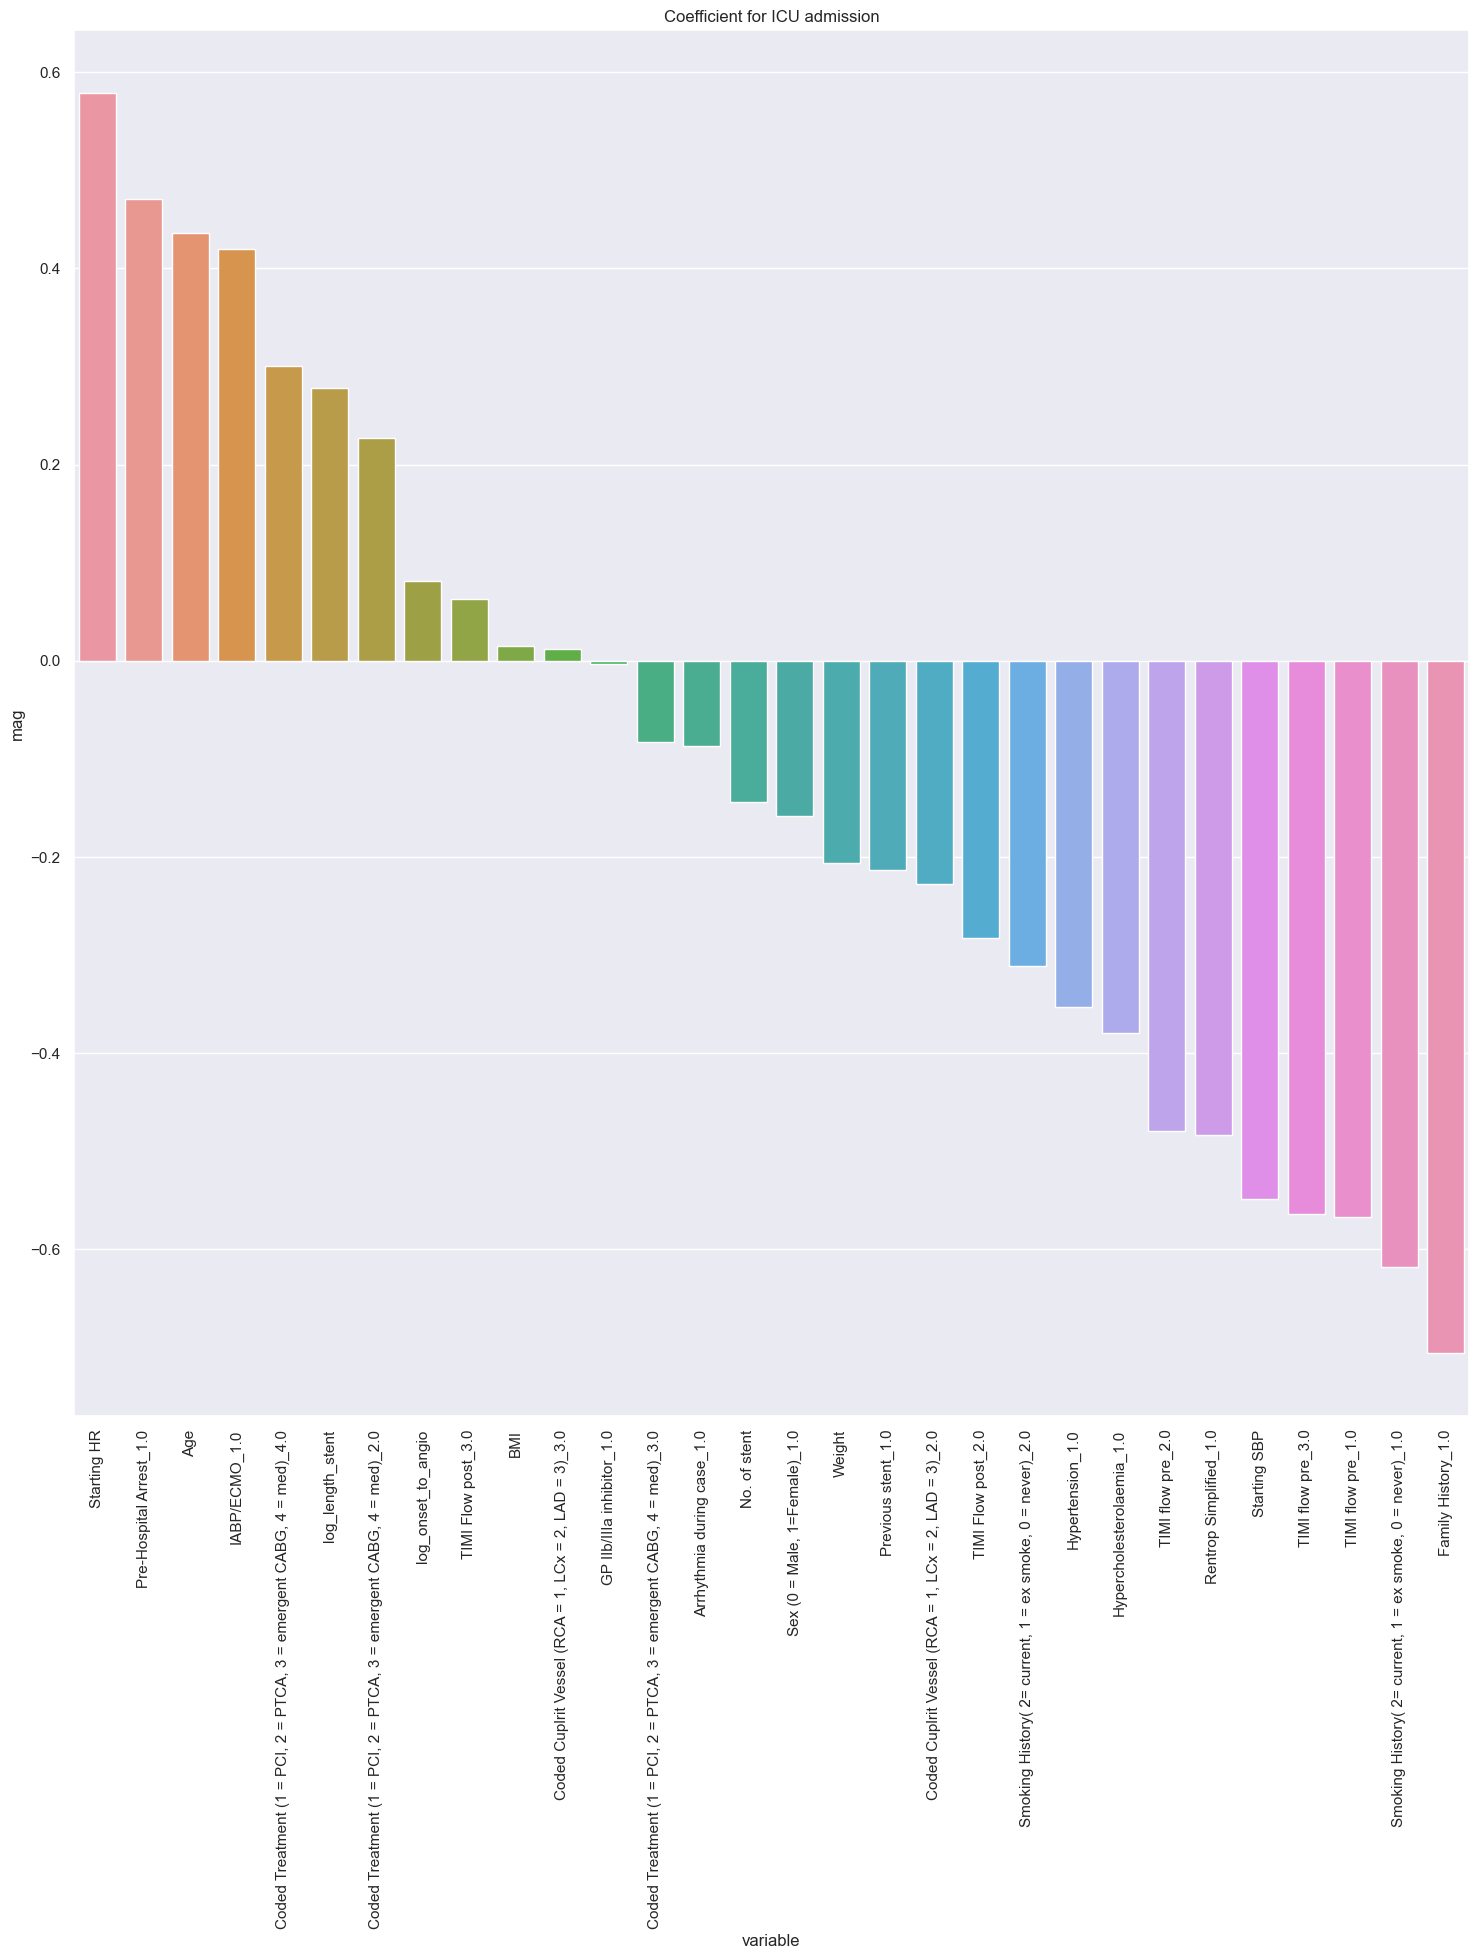 Coefficient for ICU admission
0.6
0.4
0.2
0.0
−0.2
−0.4
−0.6
mag
Starting HR
Pre-Hospital Arrest_1.0
Age
IABP/ECMO_1.0
Coded Treatment (1 = PCI, 2 = PTCA, 3 = emergent CABG, 4 = med)_4.0
log_length_stent
Coded Treatment (1 = PCI, 2 = PTCA, 3 = emergent CABG, 4 = med)_2.0
log_onset_to_angio
TIMI Flow post_3.0
BMI
Coded Cuplrit Vessel (RCA = 1, LCx = 2, LAD = 3)_3.0
GP IIb/IIIa inhibitor_1.0
Coded Treatment (1 = PCI, 2 = PTCA, 3 = emergent CABG, 4 = med)_3.0
Arrhythmia during case_1.0
No. of stent
Sex (0 = Male, 1=Female)_1.0
Weight
Previous stent_1.0
Coded Cuplrit Vessel (RCA = 1, LCx = 2, LAD = 3)_2.0
TIMI Flow post_2.0
Smoking History( 2= current, 1 = ex smoke, 0 = never)_2.0
Hypertension_1.0
Hypercholesterolaemia_1.0
TIMI flow pre_2.0
Rentrop Simplified_1.0
Starting SBP
TIMI flow pre_3.0
TIMI flow pre_1.0
Smoking History( 2= current, 1 = ex smoke, 0 = never)_1.0
Family History_1.0
variable